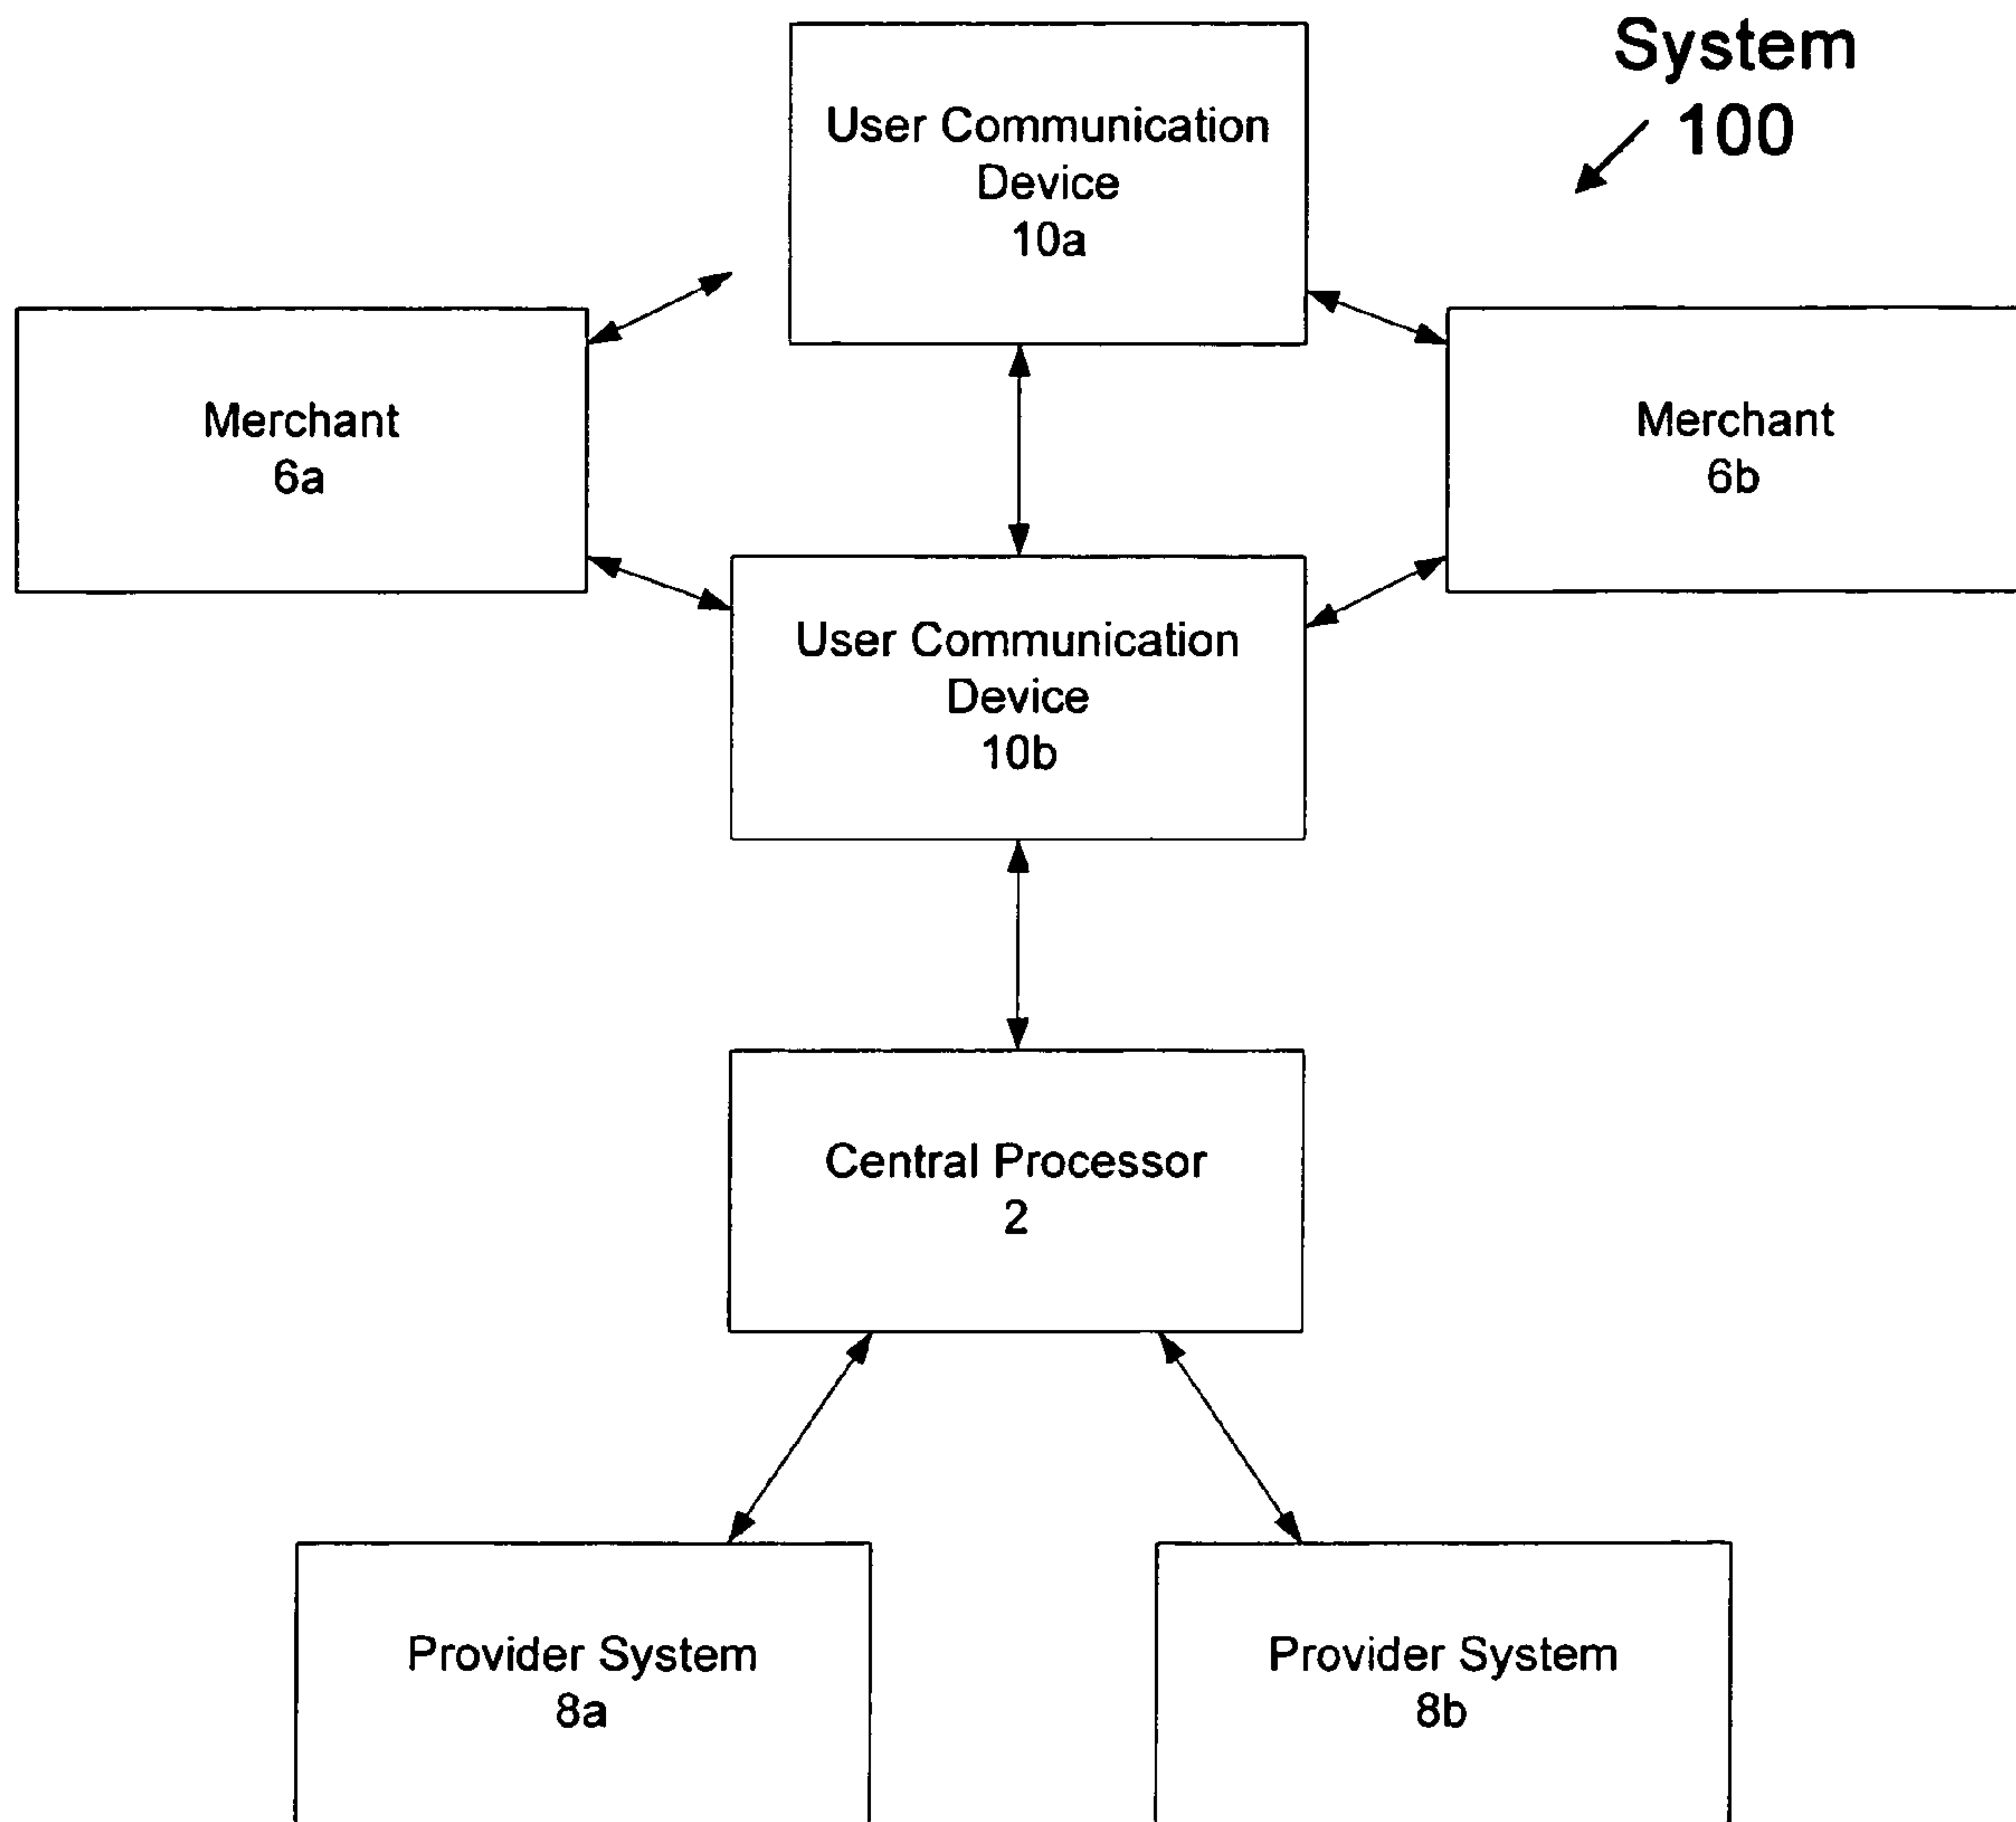 System
100
User Communication
Device
10a
Merchant
6a
Merchant
6b
User Communication
Device
10b
Central Processor
2
Provider System
8a
Provider System
8b